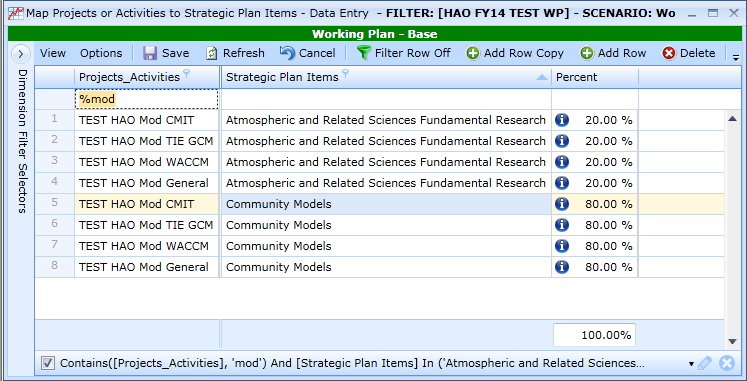 Map Projects or Activities to Strategic Plan Items - Data Entry - FILTER: [HAO FY14 TEST WP] - SCENARIO: Wo
Working Plan - Base
View Options Save Refresh Cancel Filter Row Off Add Row Copy Add Row Delete
Dimension Filter Selectors
Projects_Activities Strategic Plan Items Percent
%mod
1 TEST HAO Mod CMIT Atmospheric and Related Sciences Fundamental Research 20.00 %
2 TEST HAO Mod TIE GCM Atmospheric and Related Sciences Fundamental Research 20.00 %
3 TEST HAO Mod WACCM Atmospheric and Related Sciences Fundamental Research 20.00 %
4 TEST HAO Mod General Atmospheric and Related Sciences Fundamental Research 20.00 %
5 TEST HAO Mod CMIT Community Models 80.00 %
6 TEST HAO Mod TIE GCM Community Models 80.00 %
7 TEST HAO Mod WACCM Community Models 80.00 %
8 TEST HAO Mod General Community Models 80.00 %
100.00%
Contains([Projects_Activities], 'mod') And [Strategic Plan Items] In ('Atmospheric and Related Sciences...